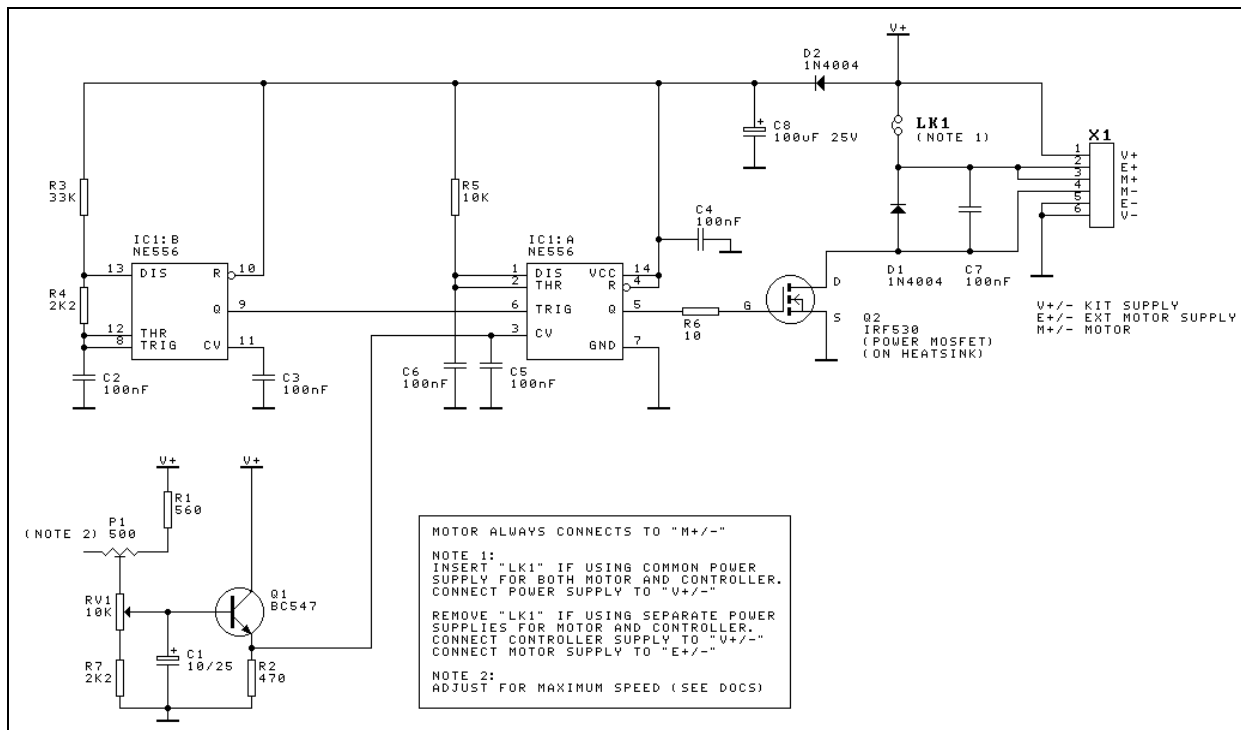 V+
D2
1N4004
C8
100uF 25V
LK1
(NOTE 1)
X1
1 V+
2 E+
3 M+
4 M-
5 E-
6 V-
R3
33K
R5
10K
C4
100nF
IC1:B
NE556
13 DIS R 10
R4
2K2
Q 9
12 THR
8 TRIG CV 11
C2
100nF
C3
100nF
IC1:A
NE556
1 DIS VCC 14
2 THR R 4
6 TRIG Q 5
3 CV
GND 7
C6
100nF
C5
100nF
R6
10
G
D
S
Q2
IRF530
(POWER MOSFET)
(ON HEATSINK)
D1
1N4004
C7
100nF
V+/- KIT SUPPLY
E+/- EXT MOTOR SUPPLY
M+/- MOTOR
V+
V+
R1
560
P1
(NOTE 2) 500
RV1
10K
Q1
BC547
C1
10/25
R7
2K2
R2
470
MOTOR ALWAYS CONNECTS TO "M+/-"
NOTE 1:
INSERT "LK1" IF USING COMMON POWER
SUPPLY FOR BOTH MOTOR AND CONTROLLER.
CONNECT POWER SUPPLY TO "V+/-"
REMOVE "LK1" IF USING SEPARATE POWER
SUPPLIES FOR MOTOR AND CONTROLLER.
CONNECT CONTROLLER SUPPLY TO "V+/-"
CONNECT MOTOR SUPPLY TO "E+/-"
NOTE 2:
ADJUST FOR MAXIMUM SPEED (SEE DOCS)